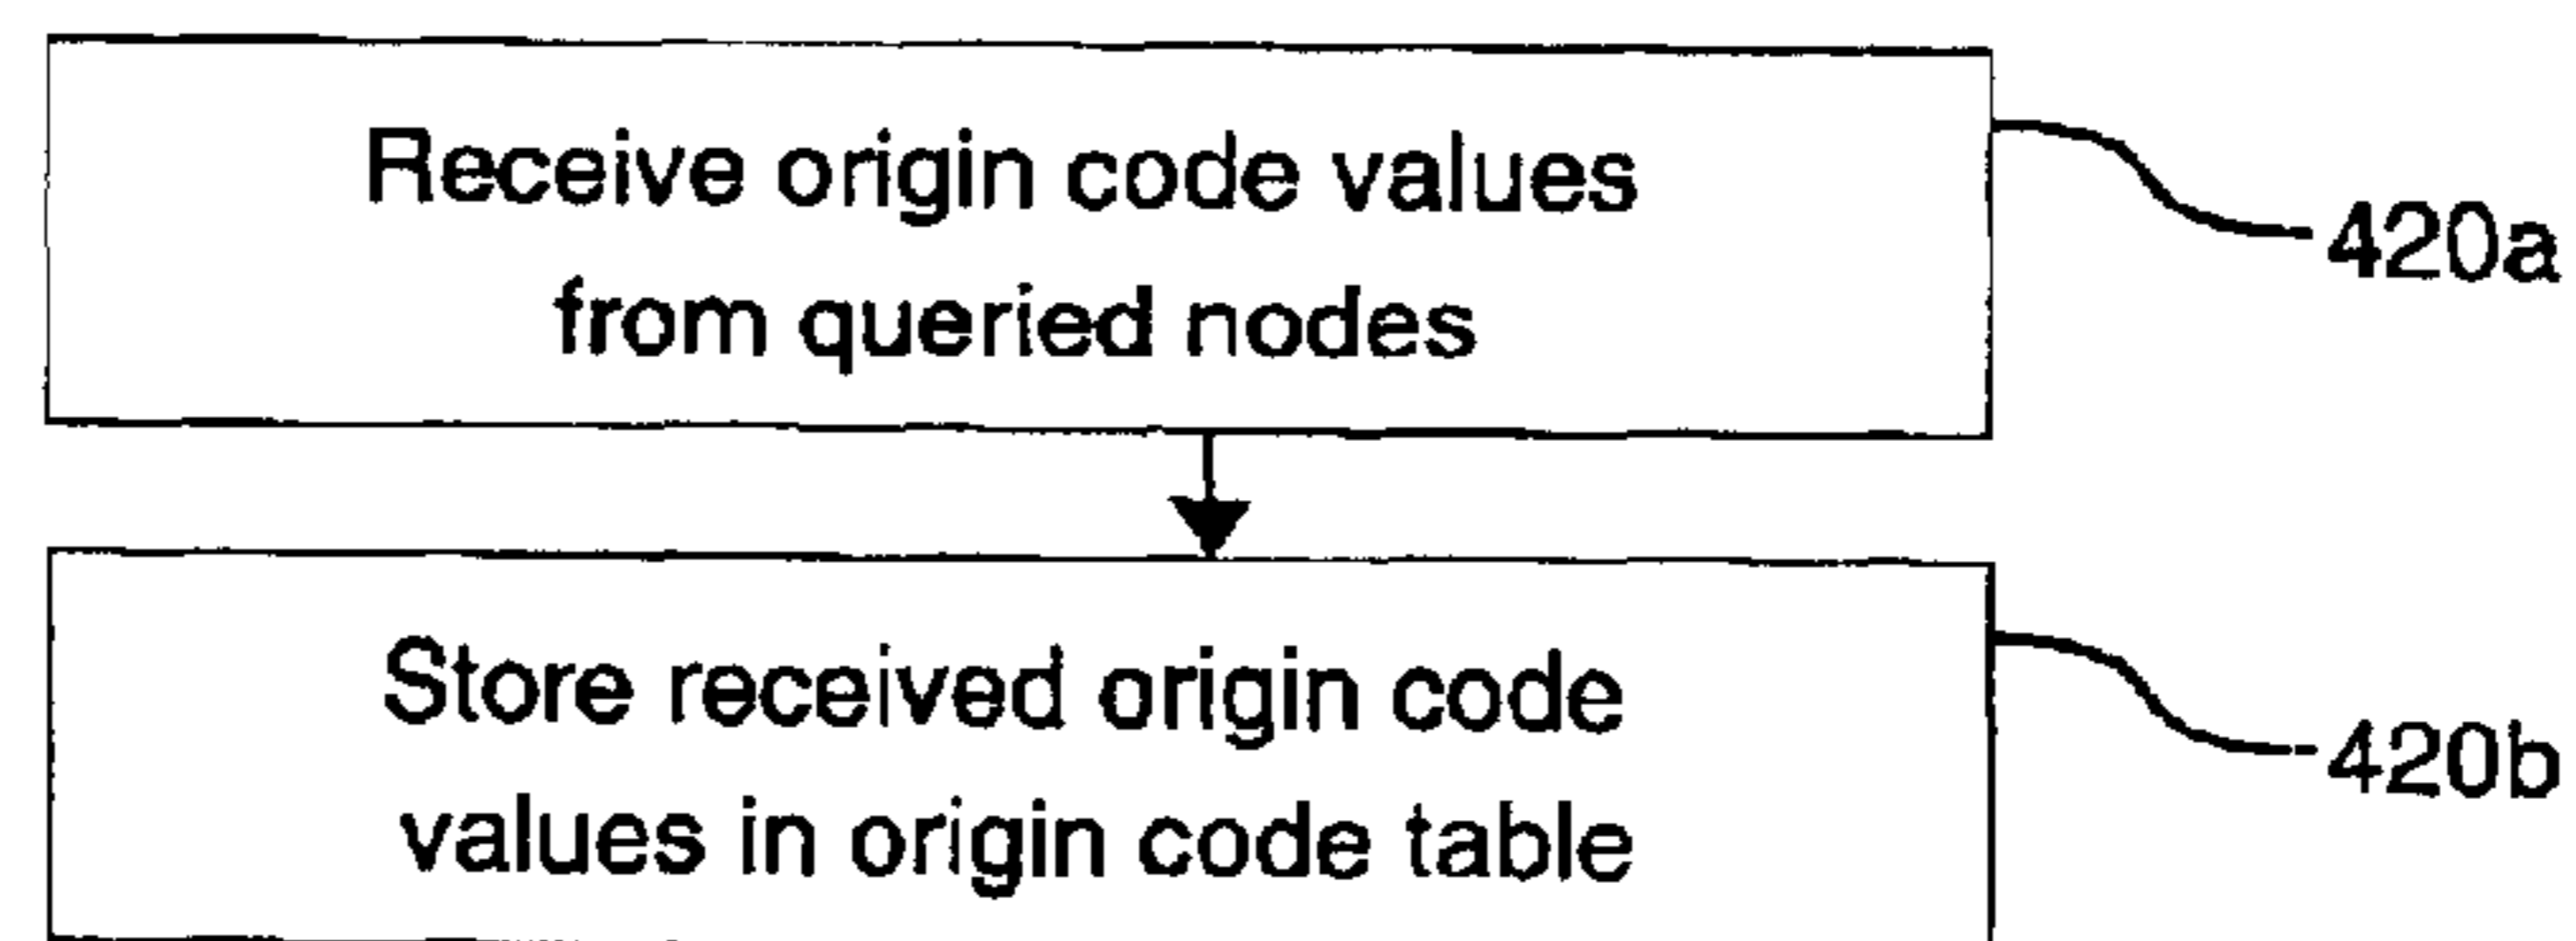 Receive origin code values
from queried nodes
420a
Store received origin code
values in origin code table
420b